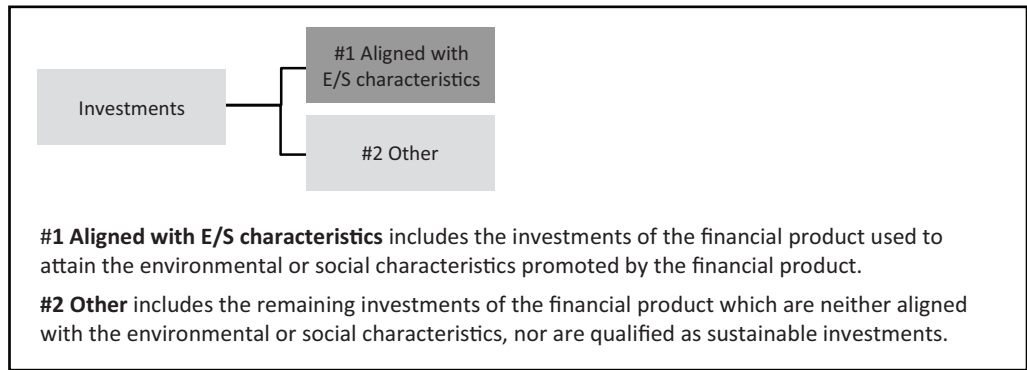 #1 Aligned with
E/S characteristics
Investments
#2 Other
#1 Aligned with E/S characteristics includes the investments of the financial product used to
attain the environmental or social characteristics promoted by the financial product.
#2 Other includes the remaining investments of the financial product which are neither aligned
with the environmental or social characteristics, nor are qualified as sustainable investments.